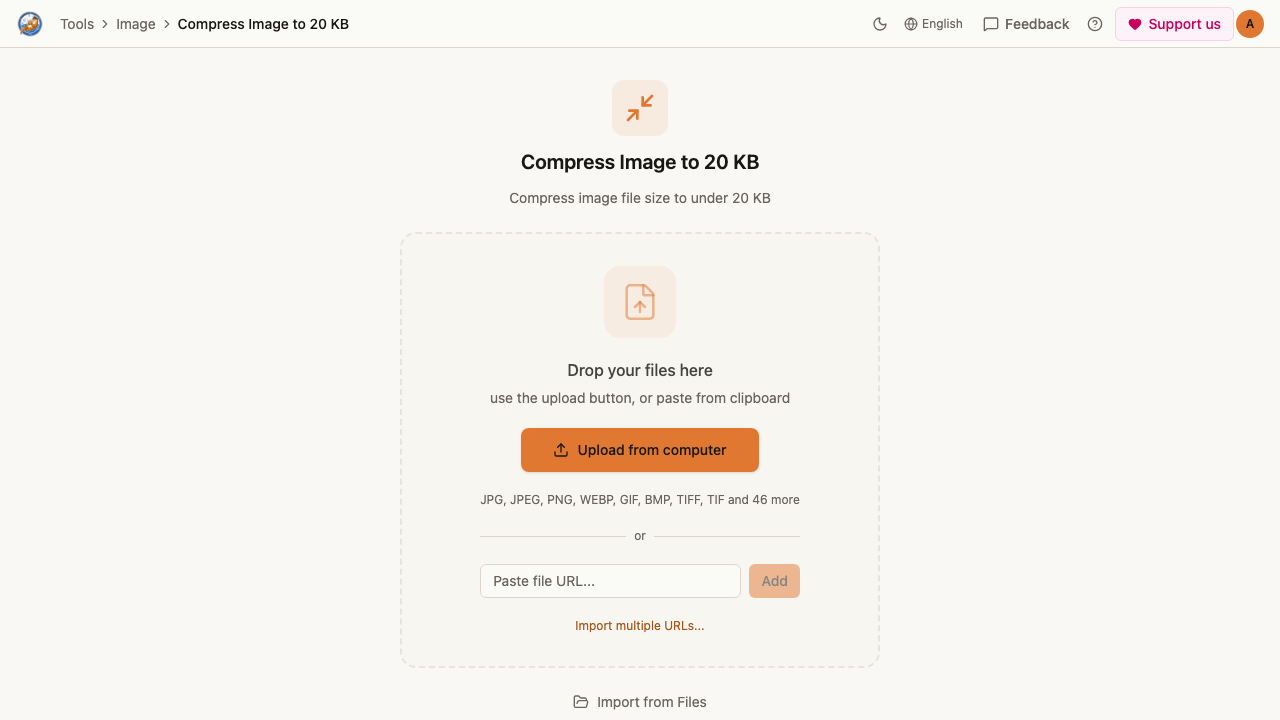 Tools > Image > Compress Image to 20 KB
English
Feedback
Support us
A
Compress Image to 20 KB
Compress image file size to under 20 KB
Drop your files here
use the upload button, or paste from clipboard
Upload from computer
JPG, JPEG, PNG, WEBP, GIF, BMP, TIFF, TIF and 46 more
or
Paste file URL...
Add
Import multiple URLs...
Import from Files